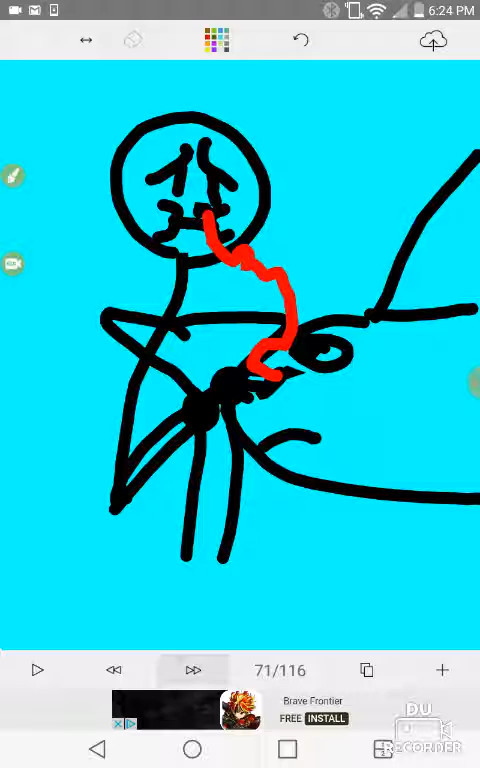 6:24 PM
71/116
Brave Frontier
FREE INSTALL
DU
RECORDER